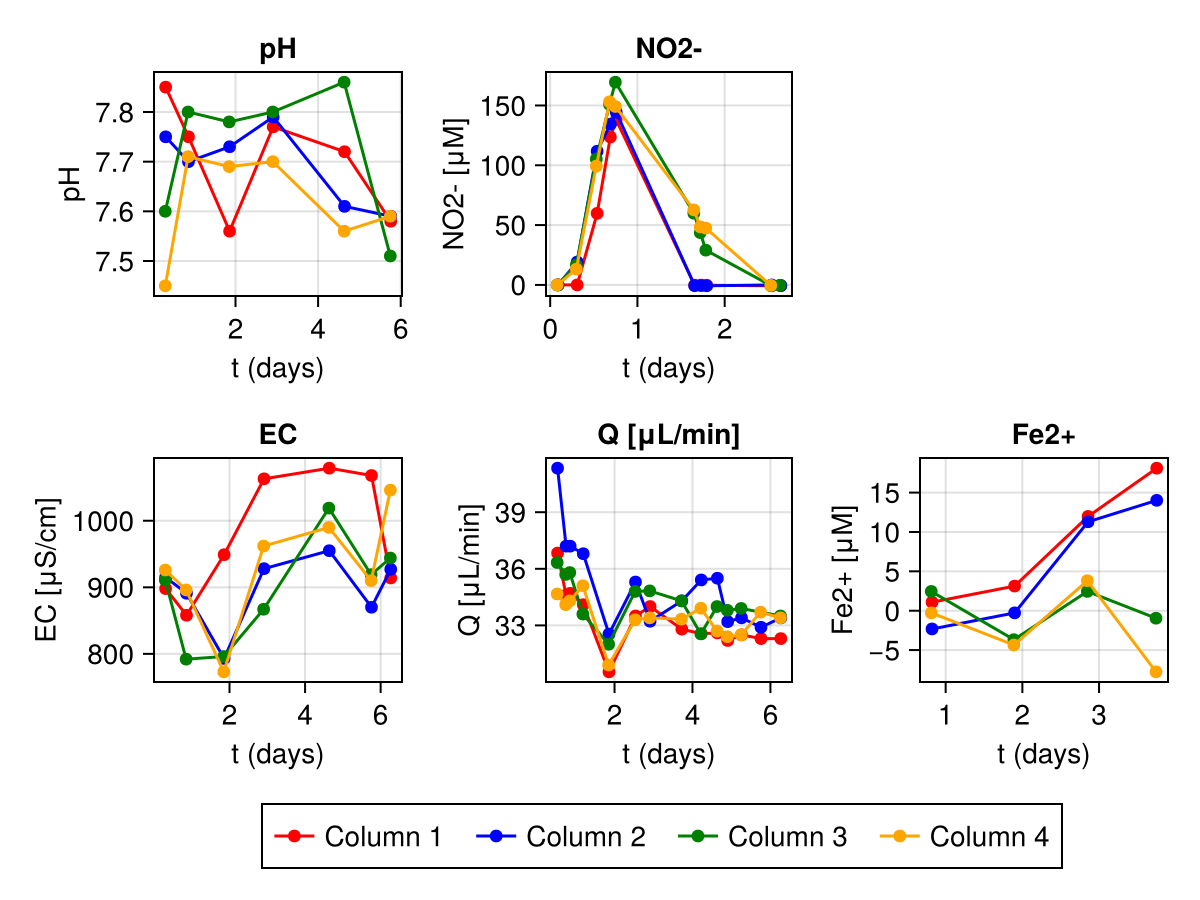 pH
NO2-
7.8
7.7
7.6
7.5
pH
2
4
6
t (days)
150
100
50
0
NO2- [µM]
0
1
2
t (days)
EC
Q [µL/min]
Fe2+
1000
900
800
EC [µS/cm]
2
4
6
t (days)
39
36
33
Q [µL/min]
2
4
6
t (days)
15
10
5
0
−5
Fe2+ [µM]
1
2
3
t (days)
Column 1
Column 2
Column 3
Column 4